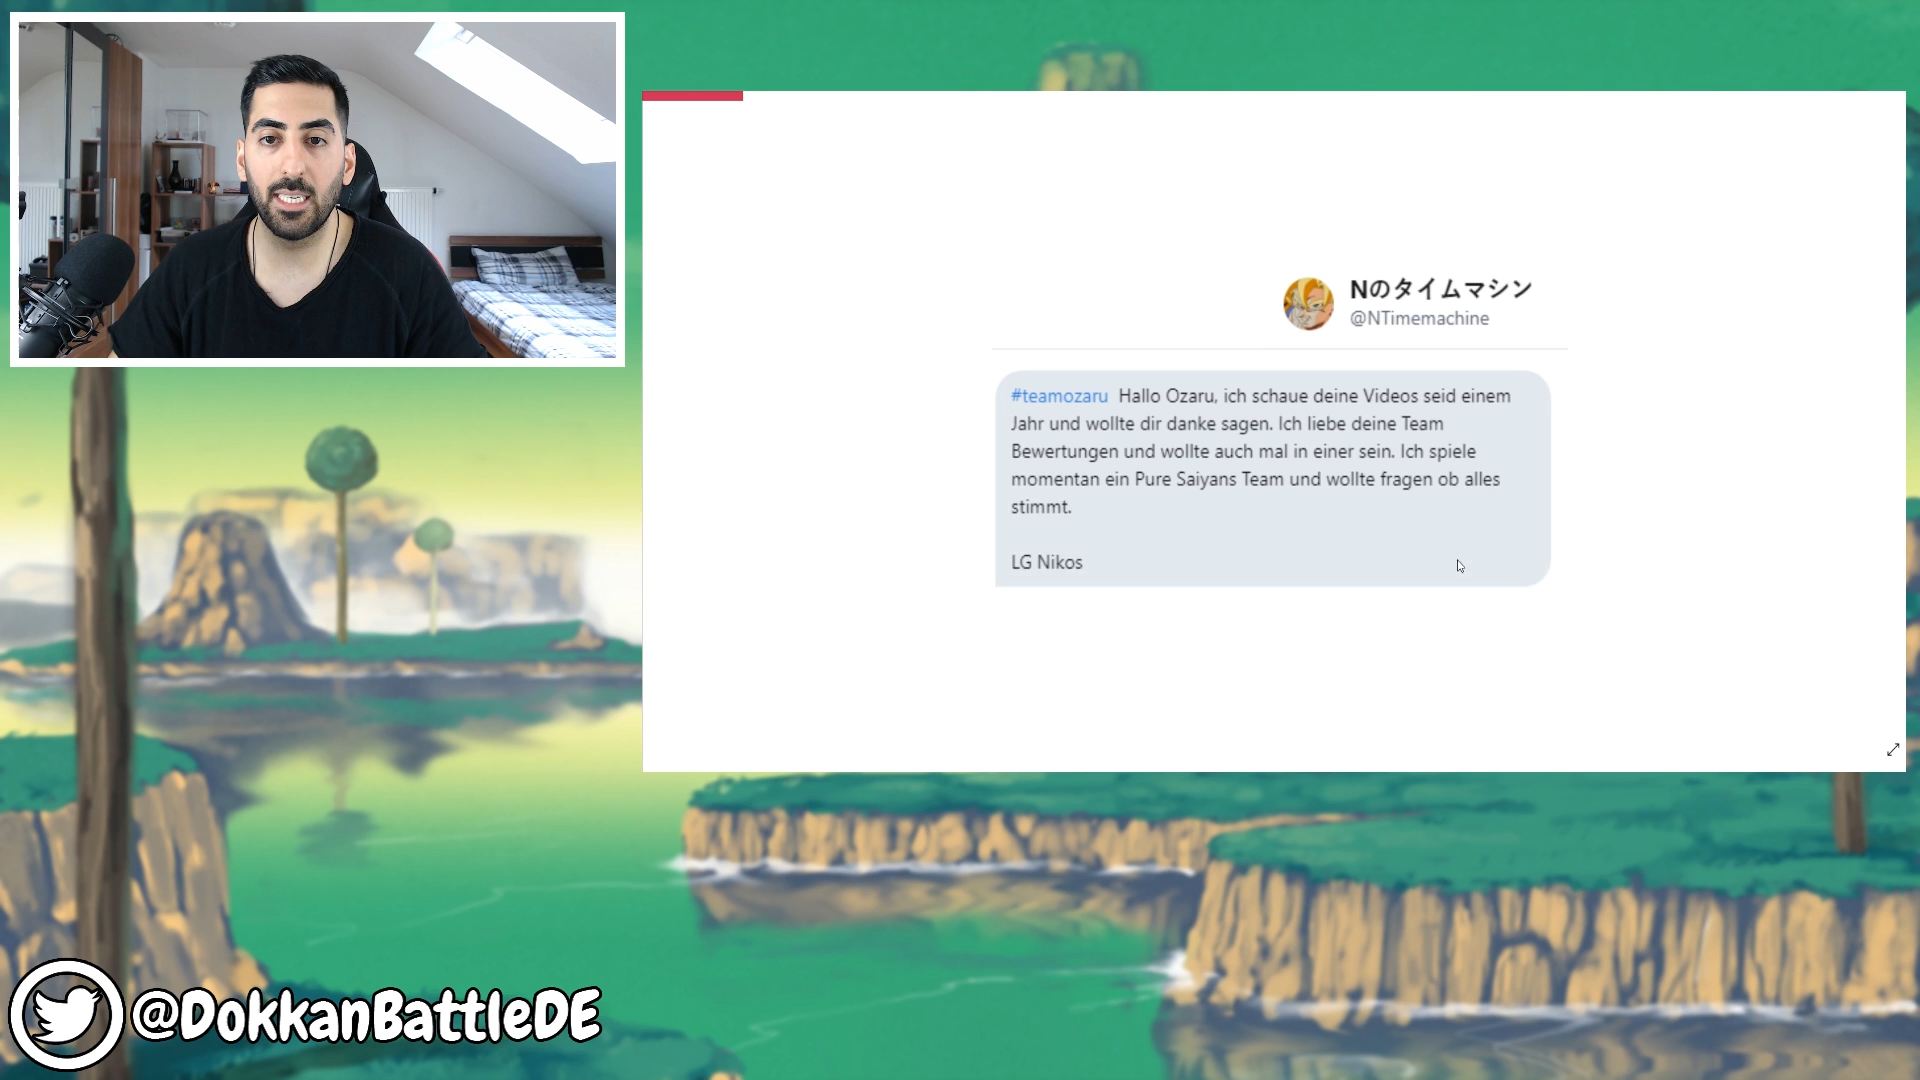 Nのタイムマシン
@NTimemachine
#teamozaru Hallo Ozaru, ich schaue deine Videos seid einem
Jahr und wollte dir danke sagen. Ich liebe deine Team
Bewertungen und wollte auch mal in einer sein. Ich spiele
momentan ein Pure Saiyans Team und wollte fragen ob alles
stimmt.
LG Nikos
@DokkanBattleDE